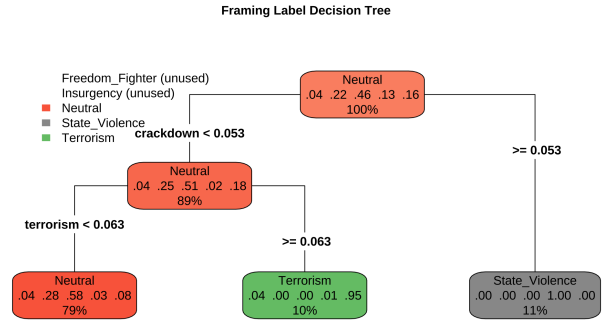 Framing Label Decision Tree
Freedom_Fighter (unused)
Insurgency (unused)
Neutral
State_Violence
Terrorism
Neutral
.04 .22 .46 .13 .16
100%
crackdown < 0.053
>= 0.053
Neutral
.04 .25 .51 .02 .18
89%
terrorism < 0.063
>= 0.063
Neutral
.04 .28 .58 .03 .08
79%
Terrorism
.04 .00 .00 .01 .95
10%
State_Violence
.00 .00 .00 1.00 .00
11%